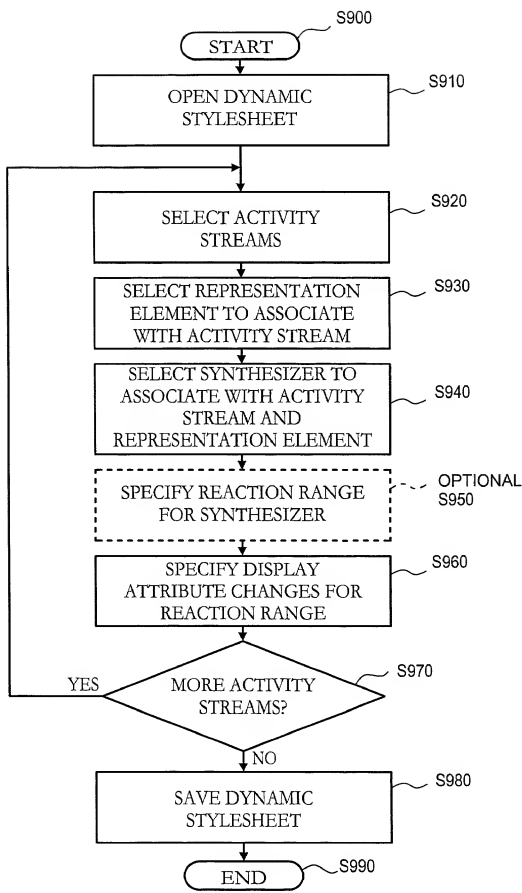 S900
START
S910
OPEN DYNAMIC
STYLESHEET
S920
SELECT ACTIVITY
STREAMS
S930
SELECT REPRESENTATION
ELEMENT TO ASSOCIATE
WITH ACTIVITY STREAM
S940
SELECT SYNTHESIZER TO
ASSOCIATE WITH ACTIVITY
STREAM AND
REPRESENTATION ELEMENT
OPTIONAL
S950
SPECIFY REACTION RANGE
FOR SYNTHESIZER
S960
SPECIFY DISPLAY
ATTRIBUTE CHANGES FOR
REACTION RANGE
S970
YES
MORE ACTIVITY
STREAMS?
NO
S980
SAVE DYNAMIC
STYLESHEET
S990
END